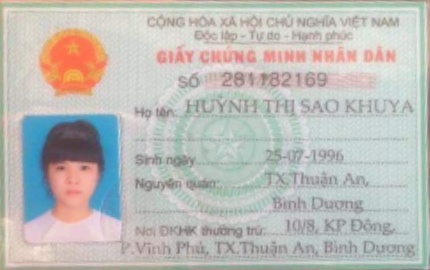 CỘNG HÒA XÃ HỘI CHỦ NGHĨA VIỆT NAM
Độc lập - Tự do - Hạnh phúc
GIẤY CHỨNG MINH NHÂN DÂN
SỐ 281182169
Họ tên: HUỲNH THỊ SAO KHUYA
Sinh ngày 25-07-1996
Nguyên quán: TX.Thuận An,
Bình Dương
Nơi ĐKHK thường trú: 10/8, KP Đông,
P.Vĩnh Phú, TX.Thuận An, Bình Dương